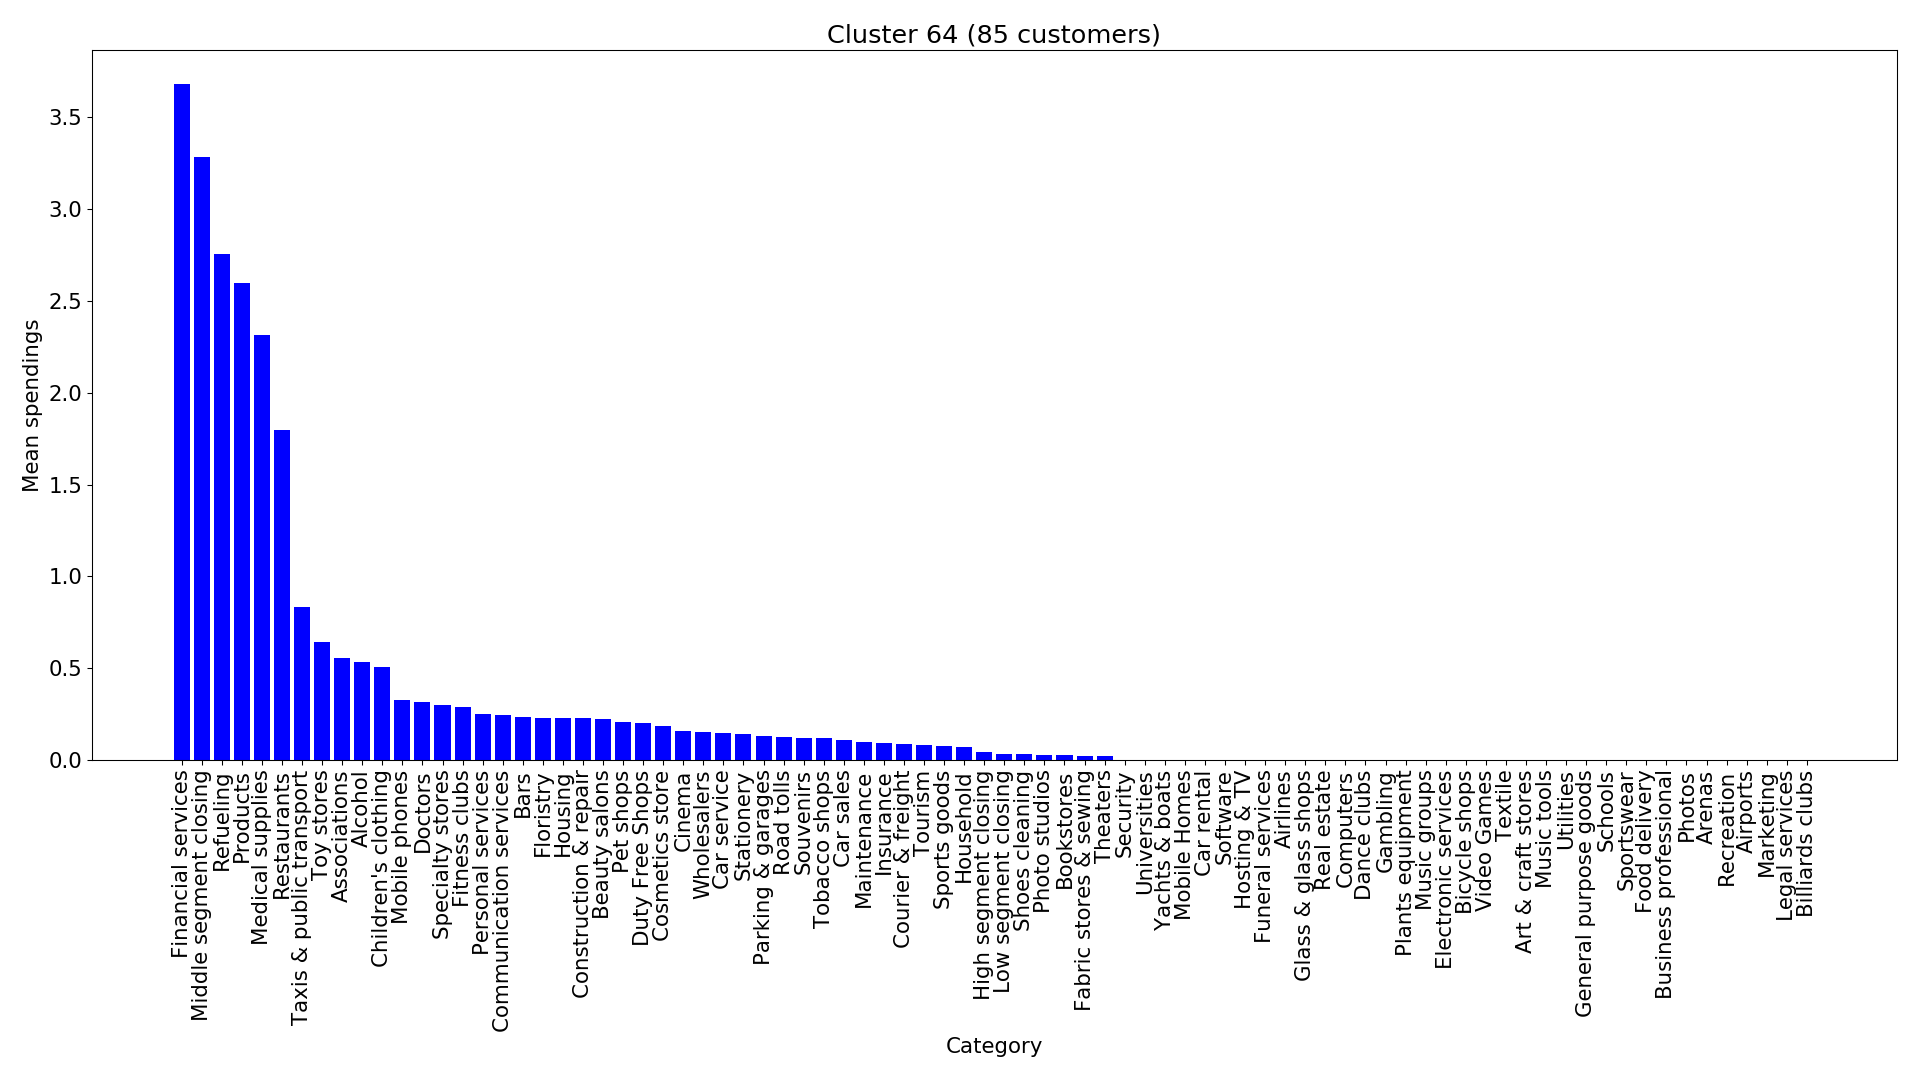 Cluster 64 (85 customers)
Mean spendings
3.5
3.0
2.5
2.0
1.5
1.0
0.5
0.0
Financial services
Middle segment closing
Refueling
Products
Medical supplies
Restaurants
Taxis & public transport
Toy stores
Associations
Alcohol
Children's clothing
Mobile phones
Doctors
Specialty stores
Fitness clubs
Personal services
Communication services
Bars
Floristry
Housing
Construction & repair
Beauty salons
Pet shops
Duty Free Shops
Cosmetics store
Cinema
Wholesalers
Car service
Stationery
Parking & garages
Road tolls
Souvenirs
Tobacco shops
Car sales
Maintenance
Insurance
Courier & freight
Tourism
Sports goods
Household
High segment closing
Low segment closing
Shoes cleaning
Photo studios
Bookstores
Fabric stores & sewing
Theaters
Security
Universities
Yachts & boats
Mobile Homes
Car rental
Software
Hosting & TV
Funeral services
Airlines
Glass & glass shops
Real estate
Computers
Dance clubs
Gambling
Plants equipment
Music groups
Electronic services
Bicycle shops
Video Games
Textile
Art & craft stores
Music tools
Utilities
General purpose goods
Schools
Sportswear
Food delivery
Business professional
Photos
Arenas
Recreation
Airports
Marketing
Legal services
Billiards clubs
Category